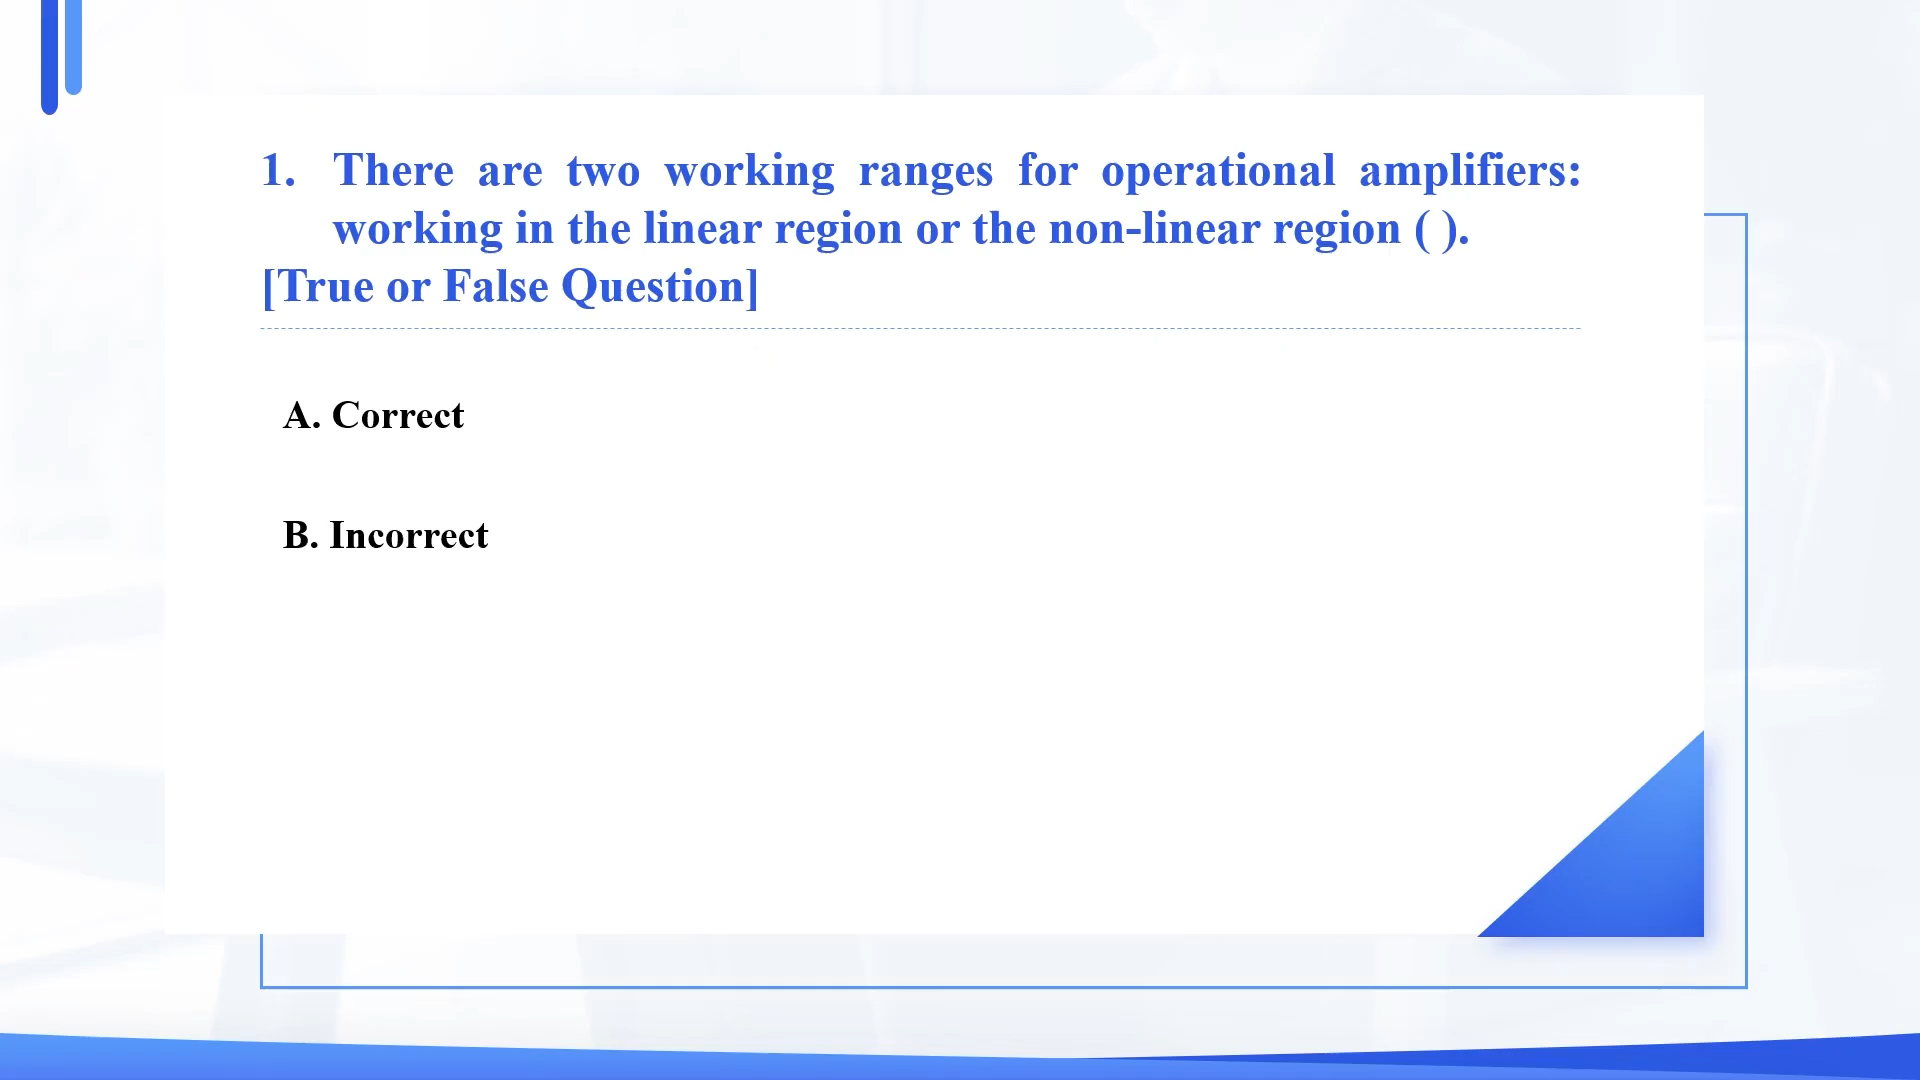 1. There are two working ranges for operational amplifiers:
working in the linear region or the non-linear region ( ).
[True or False Question]
A. Correct
B. Incorrect